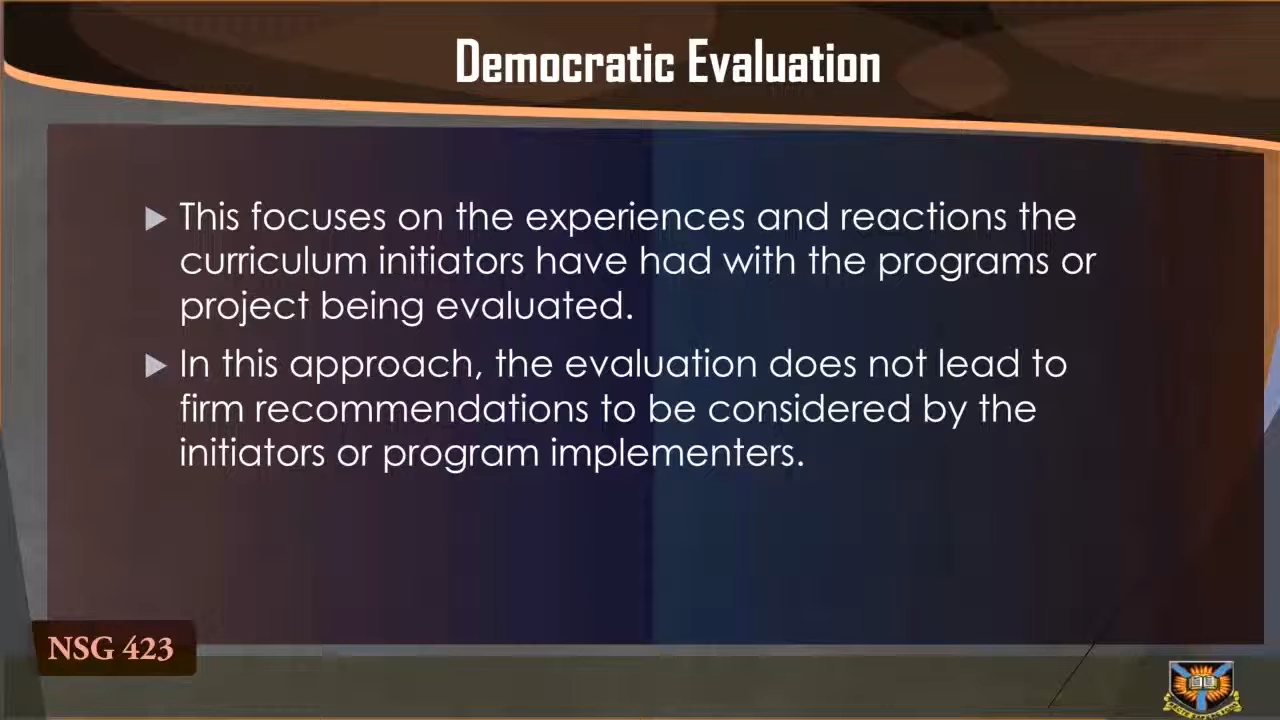 Democratic Evaluation
This focuses on the experiences and reactions the
curriculum initiators have had with the programs or
project being evaluated.
In this approach, the evaluation does not lead to
firm recommendations to be considered by the
initiators or program implementers.
NSG 423